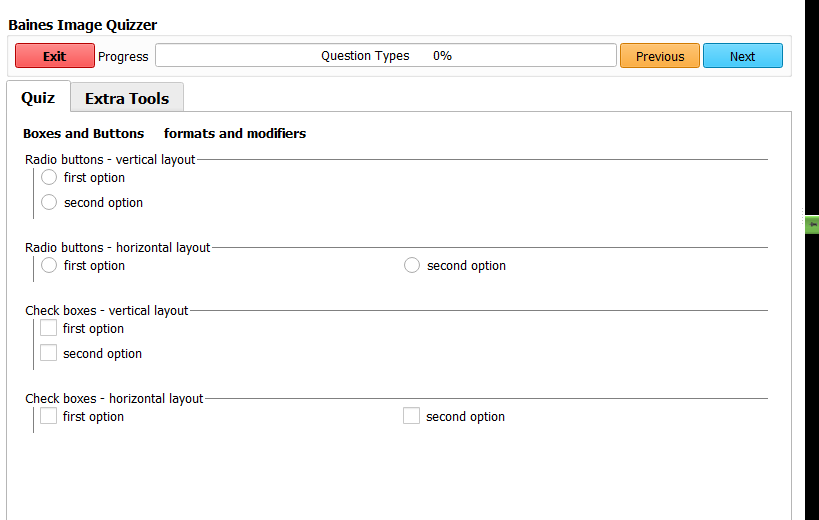 Baines Image Quizzer
Exit Progress Question Types 0% Previous Next
Quiz Extra Tools
Boxes and Buttons formats and modifiers
Radio buttons - vertical layout
first option
second option
Radio buttons - horizontal layout
first option second option
Check boxes - vertical layout
first option
second option
Check boxes - horizontal layout
first option second option